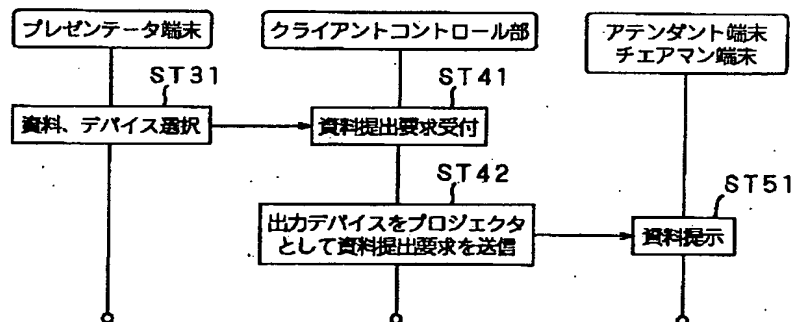 プレゼンテータ端末
クライアントコントロール部
アテンダント端末
チェアマン端末
ST31
ST41
資料、デバイス選択
資料提出要求受付
ST42
ST51
出力デバイスをプロジェクタ
として資料提出要求を送信
資料提示